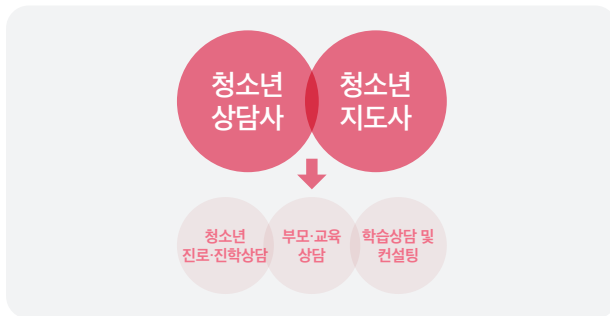 청소년
상담사
청소년
지도사
청소년
진로·진학상담
부모·교육
상담
학습상담 및
컨설팅